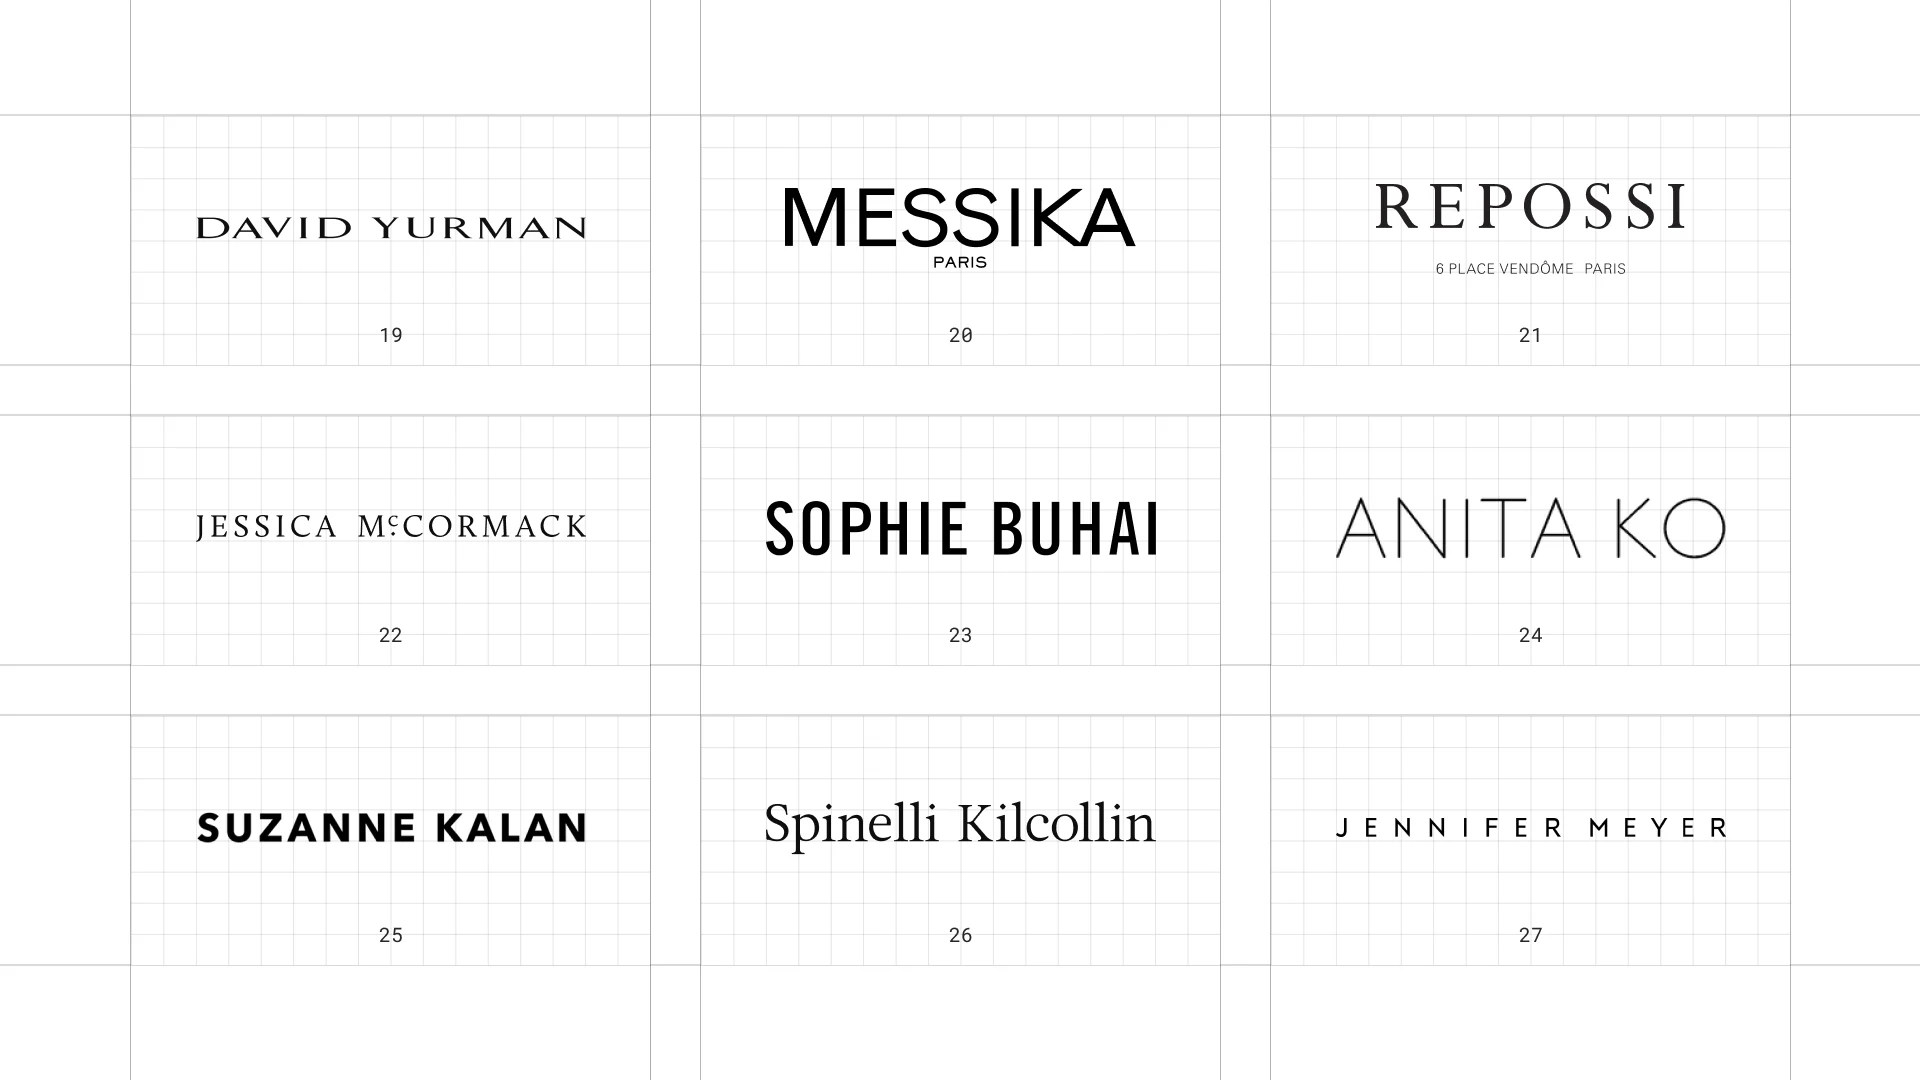 DAVID YURMAN
19
MESSIKA
PARIS
20
REPOSSI
6 PLACE VENDÔME PARIS
21
JESSICA MᶜCORMACK
22
SOPHIE BUHAI
23
ANITA KO
24
SUZANNE KALAN
25
Spinelli Kilcollin
26
JENNIFER MEYER
27